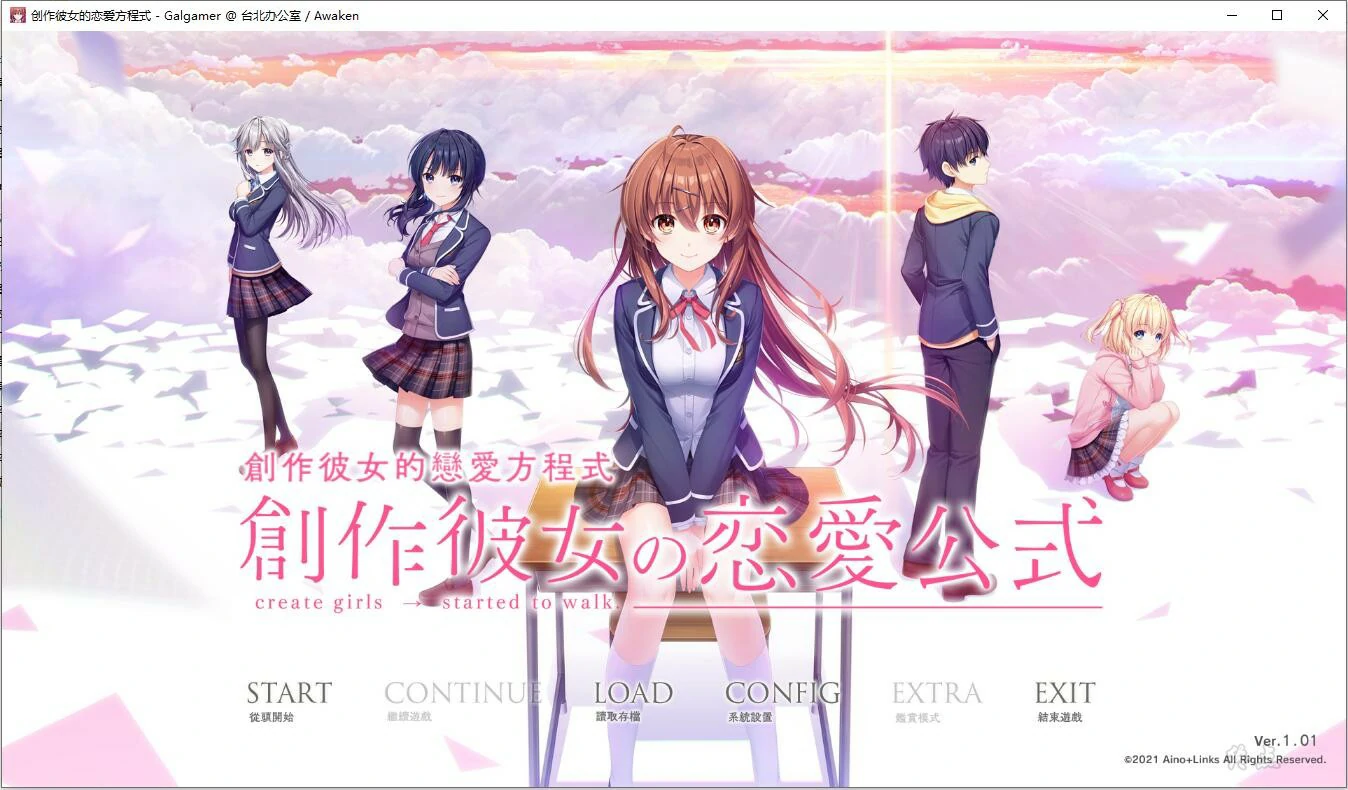 创作彼女的恋爱方程式 - Galgamer @ 台北办公室 / Awaken
創作彼女的戀愛方程式
創作彼女の恋愛公式
create girls → started to walk.
START CONTINUE LOAD CONFIG EXTRA EXIT
從頭開始 繼續遊戲 讀取存檔 系統設置 鑑賞模式 結束遊戲
Ver.1.01
©2021 Aino+Links All Rights Reserved.